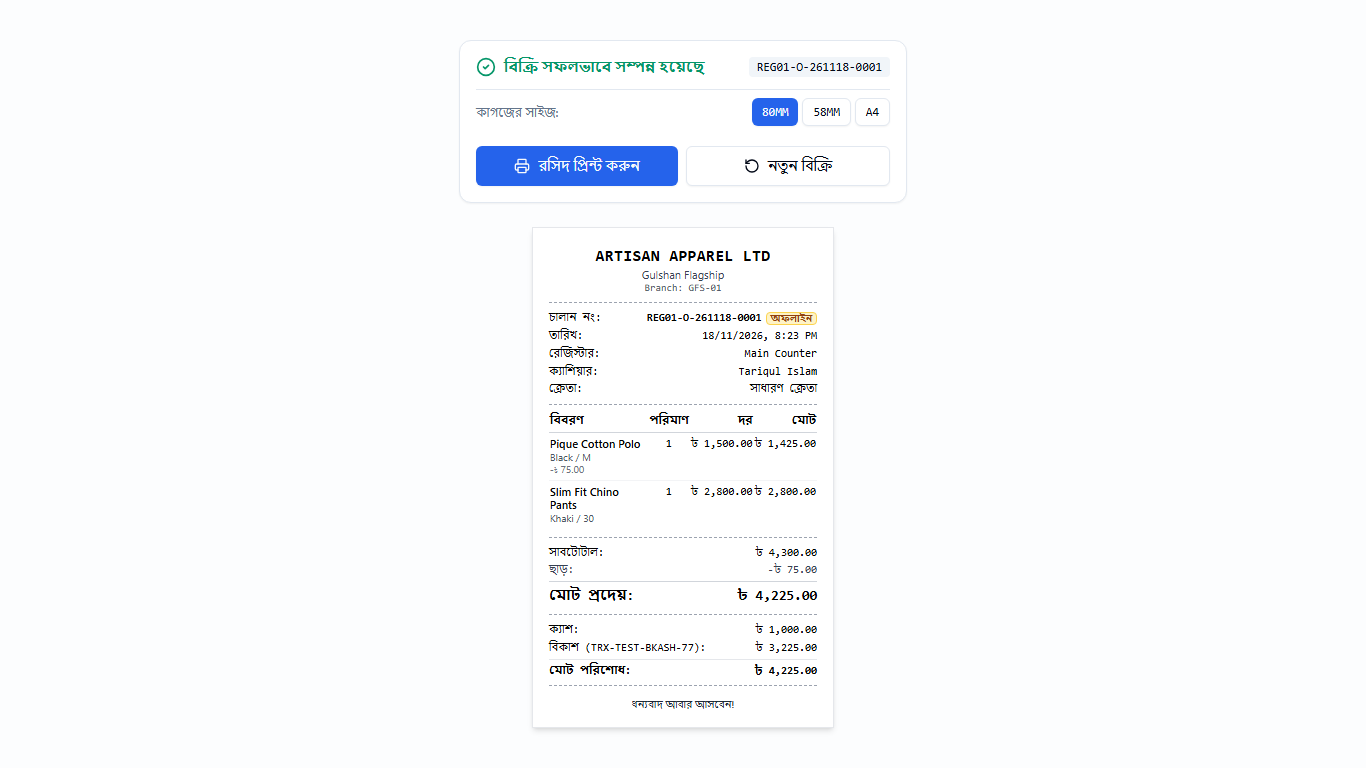 বিক্রি সফলভাবে সম্পন্ন হয়েছে REG01-O-261118-0001
কাগজের সাইজ: 80MM 58MM A4
রসিদ প্রিন্ট করুন নতুন বিক্রি
ARTISAN APPAREL LTD
Gulshan Flagship
Branch: GFS-01
চালান নং: REG01-O-261118-0001 অফলাইন
তারিখ: 18/11/2026, 8:23 PM
রেজিস্টার: Main Counter
ক্যাশিয়ার: Tariqul Islam
ক্রেতা: সাধারণ ক্রেতা
বিবরণ পরিমাণ দর মোট
Pique Cotton Polo 1 ৳ 1,500.00 ৳ 1,425.00
Black / M
-৳ 75.00
Slim Fit Chino 1 ৳ 2,800.00 ৳ 2,800.00
Pants
Khaki / 30
সাবটোটাল: ৳ 4,300.00
ছাড়: -৳ 75.00
মোট প্রদেয়: ৳ 4,225.00
ক্যাশ: ৳ 1,000.00
বিকাশ (TRX-TEST-BKASH-77): ৳ 3,225.00
মোট পরিশোধ: ৳ 4,225.00
ধন্যবাদ আবার আসবেন!